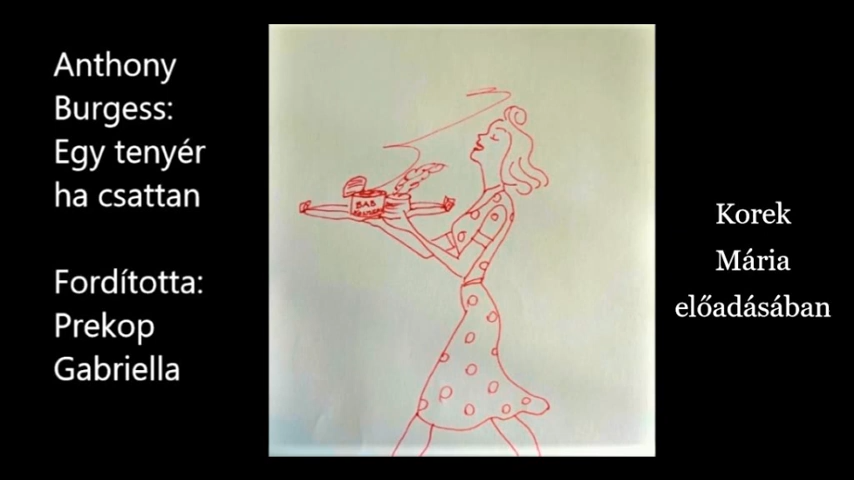 Anthony
Burgess:
Egy tenyér
ha csattan
Fordította:
Prekop
Gabriella
BAB
Korek
Mária
előadásában